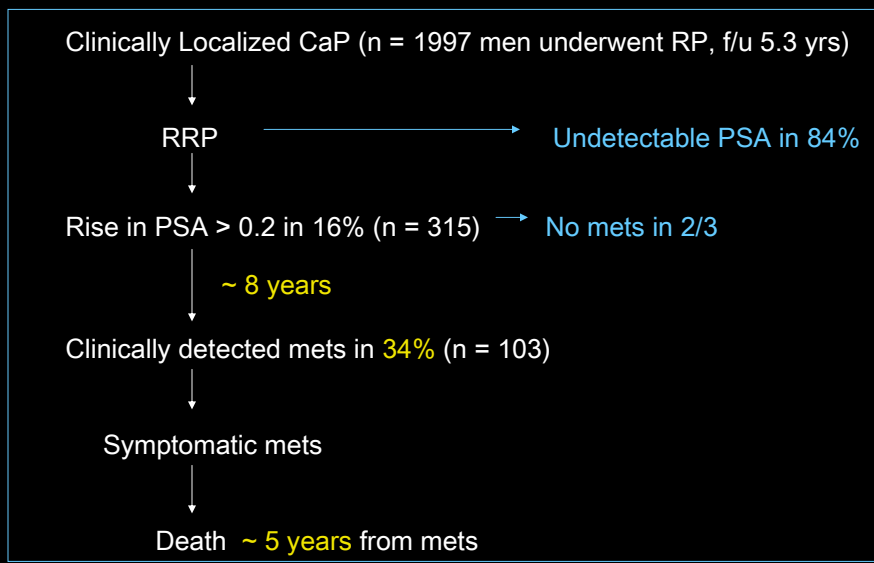 Clinically Localized CaP (n = 1997 men underwent RP, f/u 5.3 yrs)
RRP
Undetectable PSA in 84%
Rise in PSA > 0.2 in 16% (n = 315)
No mets in 2/3
~ 8 years
Clinically detected mets in 34% (n = 103)
Symptomatic mets
Death ~ 5 years from mets